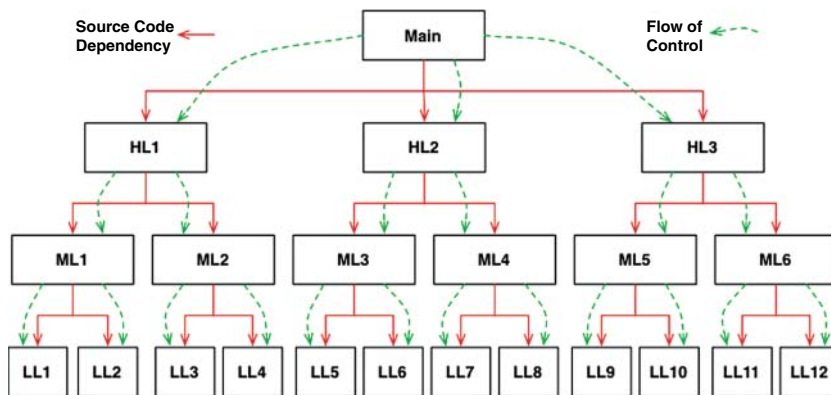 Source Code
Dependency
Main
Flow of
Control
HL1
HL2
HL3
ML1
ML2
ML3
ML4
ML5
ML6
LL1
LL2
LL3
LL4
LL5
LL6
LL7
LL8
LL9
LL10
LL11
LL12